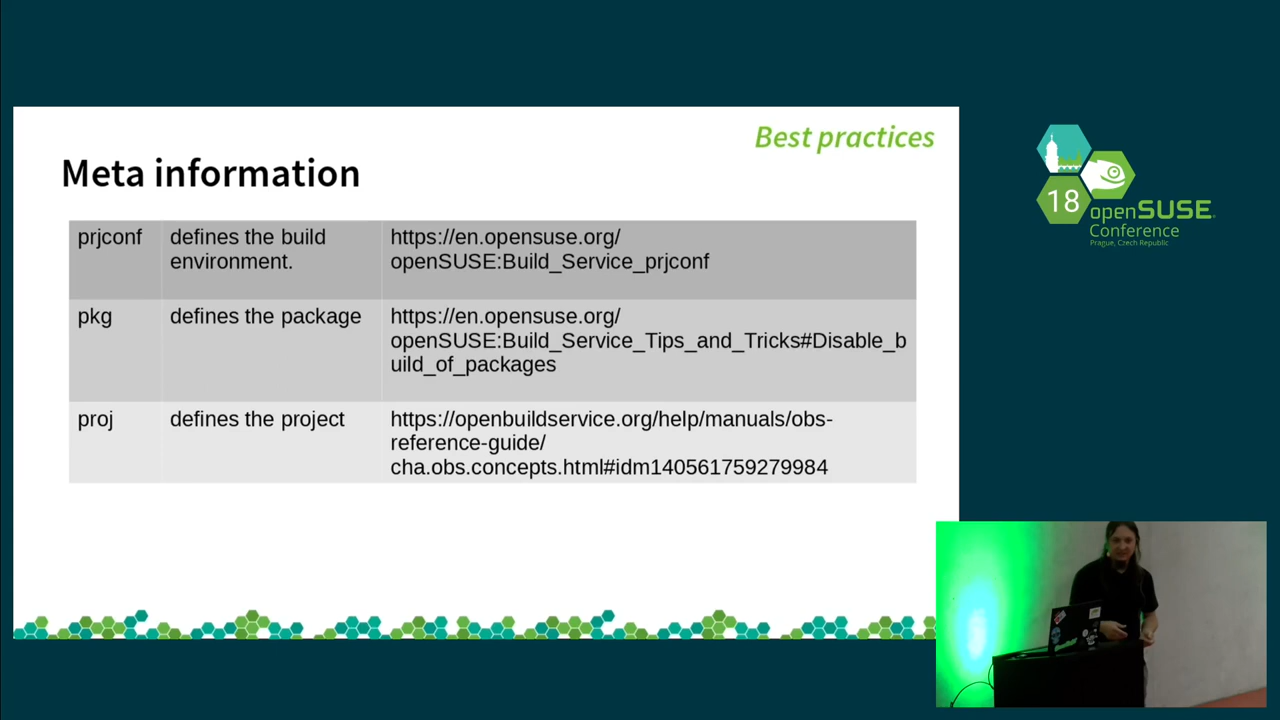 Best practices
Meta information
prjconf
defines the build
environment.
https://en.opensuse.org/
openSUSE:Build_Service_prjconf
pkg
defines the package
https://en.opensuse.org/
openSUSE:Build_Service_Tips_and_Tricks#Disable_b
uild_of_packages
proj
defines the project
https://openbuildservice.org/help/manuals/obs-
reference-guide/
cha.obs.concepts.html#idm140561759279984
18
openSUSE
Conference
Prague, Czech Republic